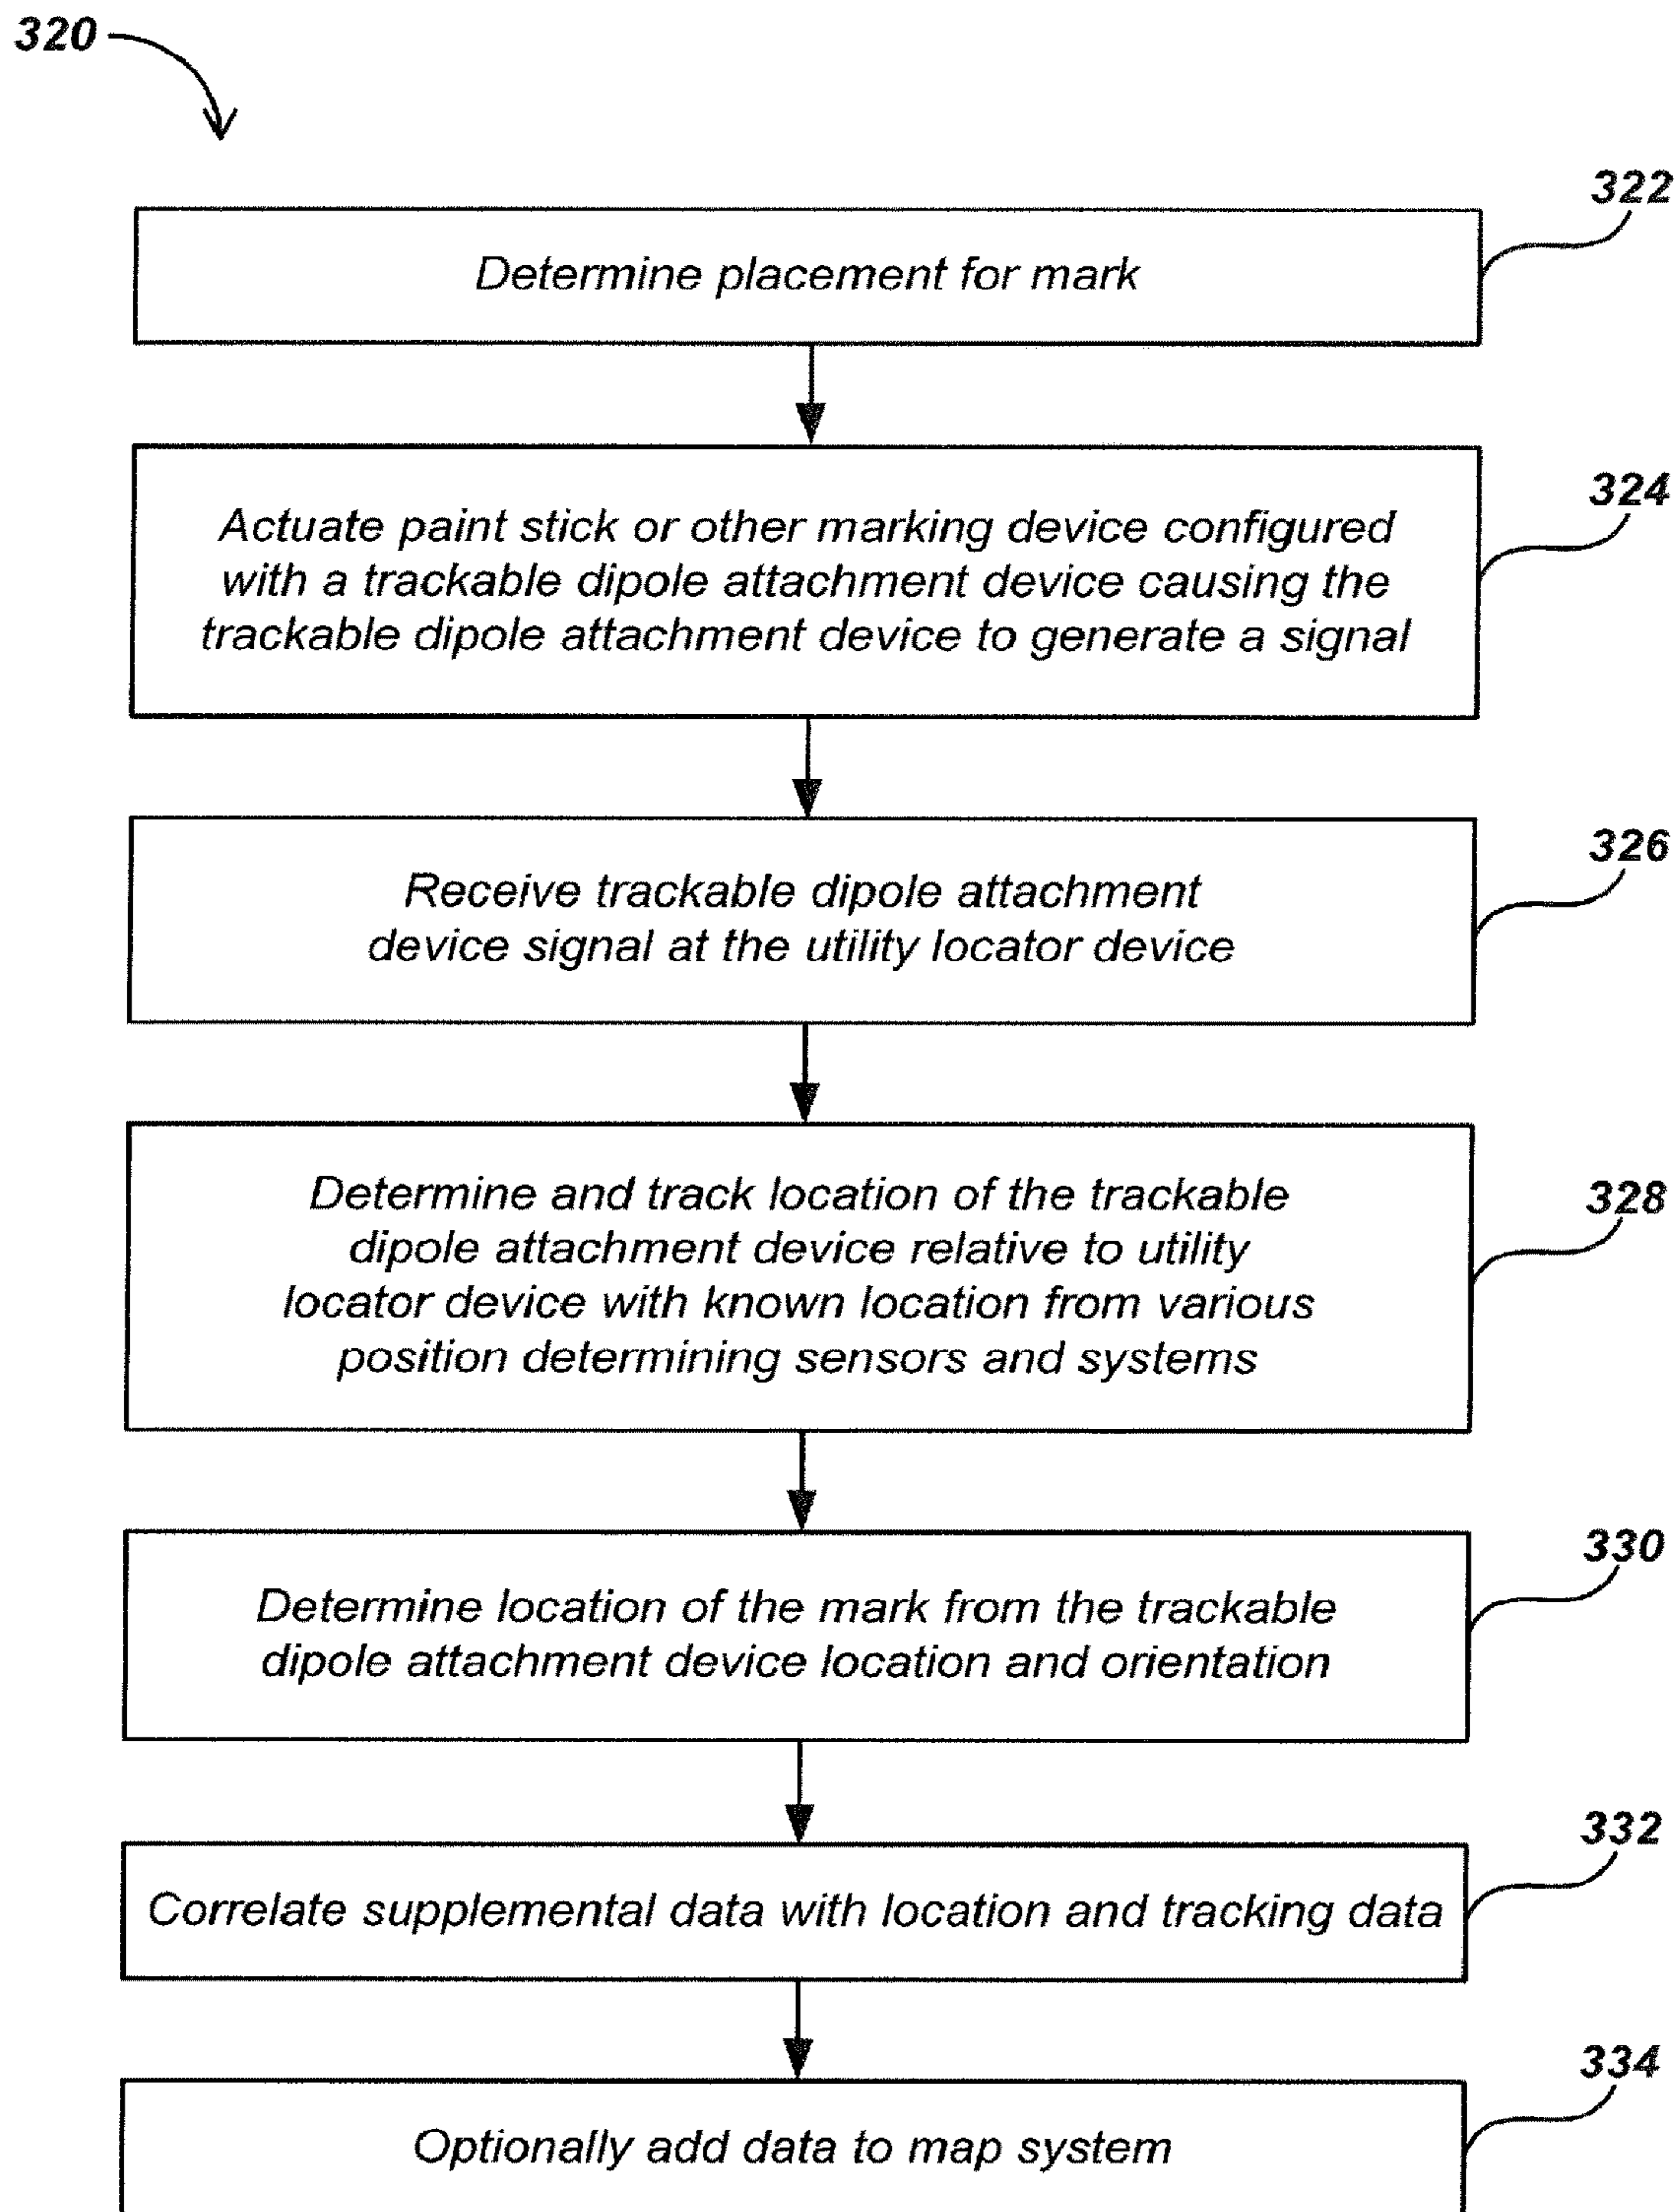 320
322
Determine placement for mark
324
Actuate paint stick or other marking device configured
with a trackable dipole attachment device causing the
trackable dipole attachment device to generate a signal
326
Receive trackable dipole attachment
device signal at the utility locator device
328
Determine and track location of the trackable
dipole attachment device relative to utility
locator device with known location from various
position determining sensors and systems
330
Determine location of the mark from the trackable
dipole attachment device location and orientation
332
Correlate supplemental data with location and tracking data
334
Optionally add data to map system